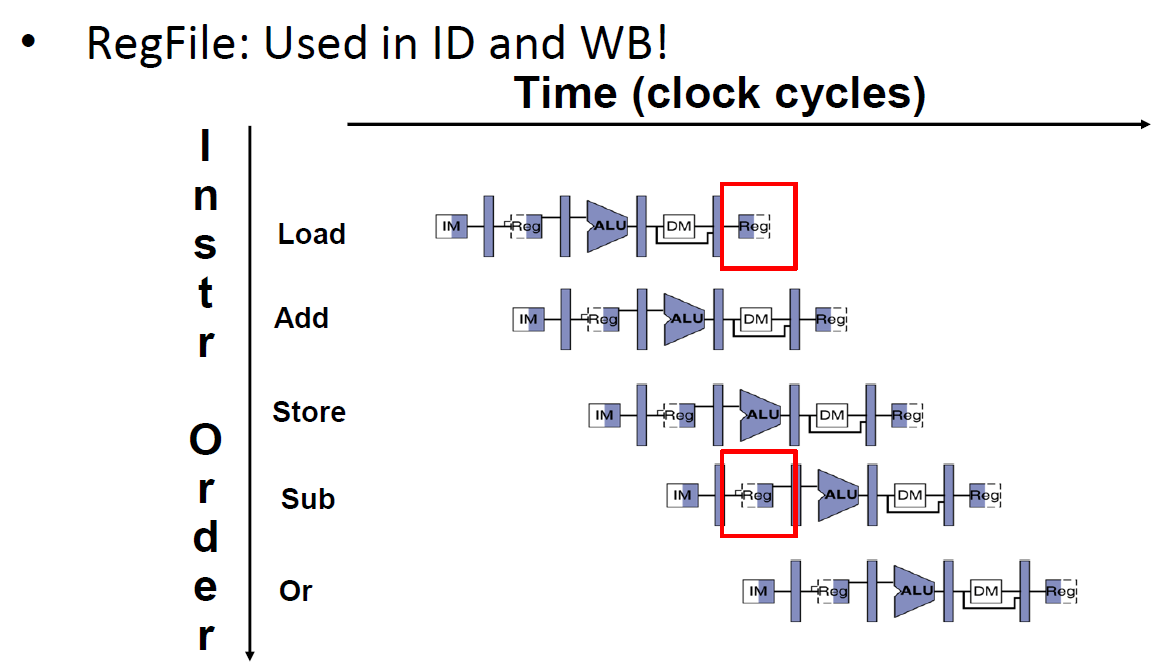 • RegFile: Used in ID and WB!
Time (clock cycles)
Instr Order
Load
IM Reg ALU DM Reg
Add
IM Reg ALU DM Reg
Store
IM Reg ALU DM Reg
Sub
IM Reg ALU DM Reg
Or
IM Reg ALU DM Reg